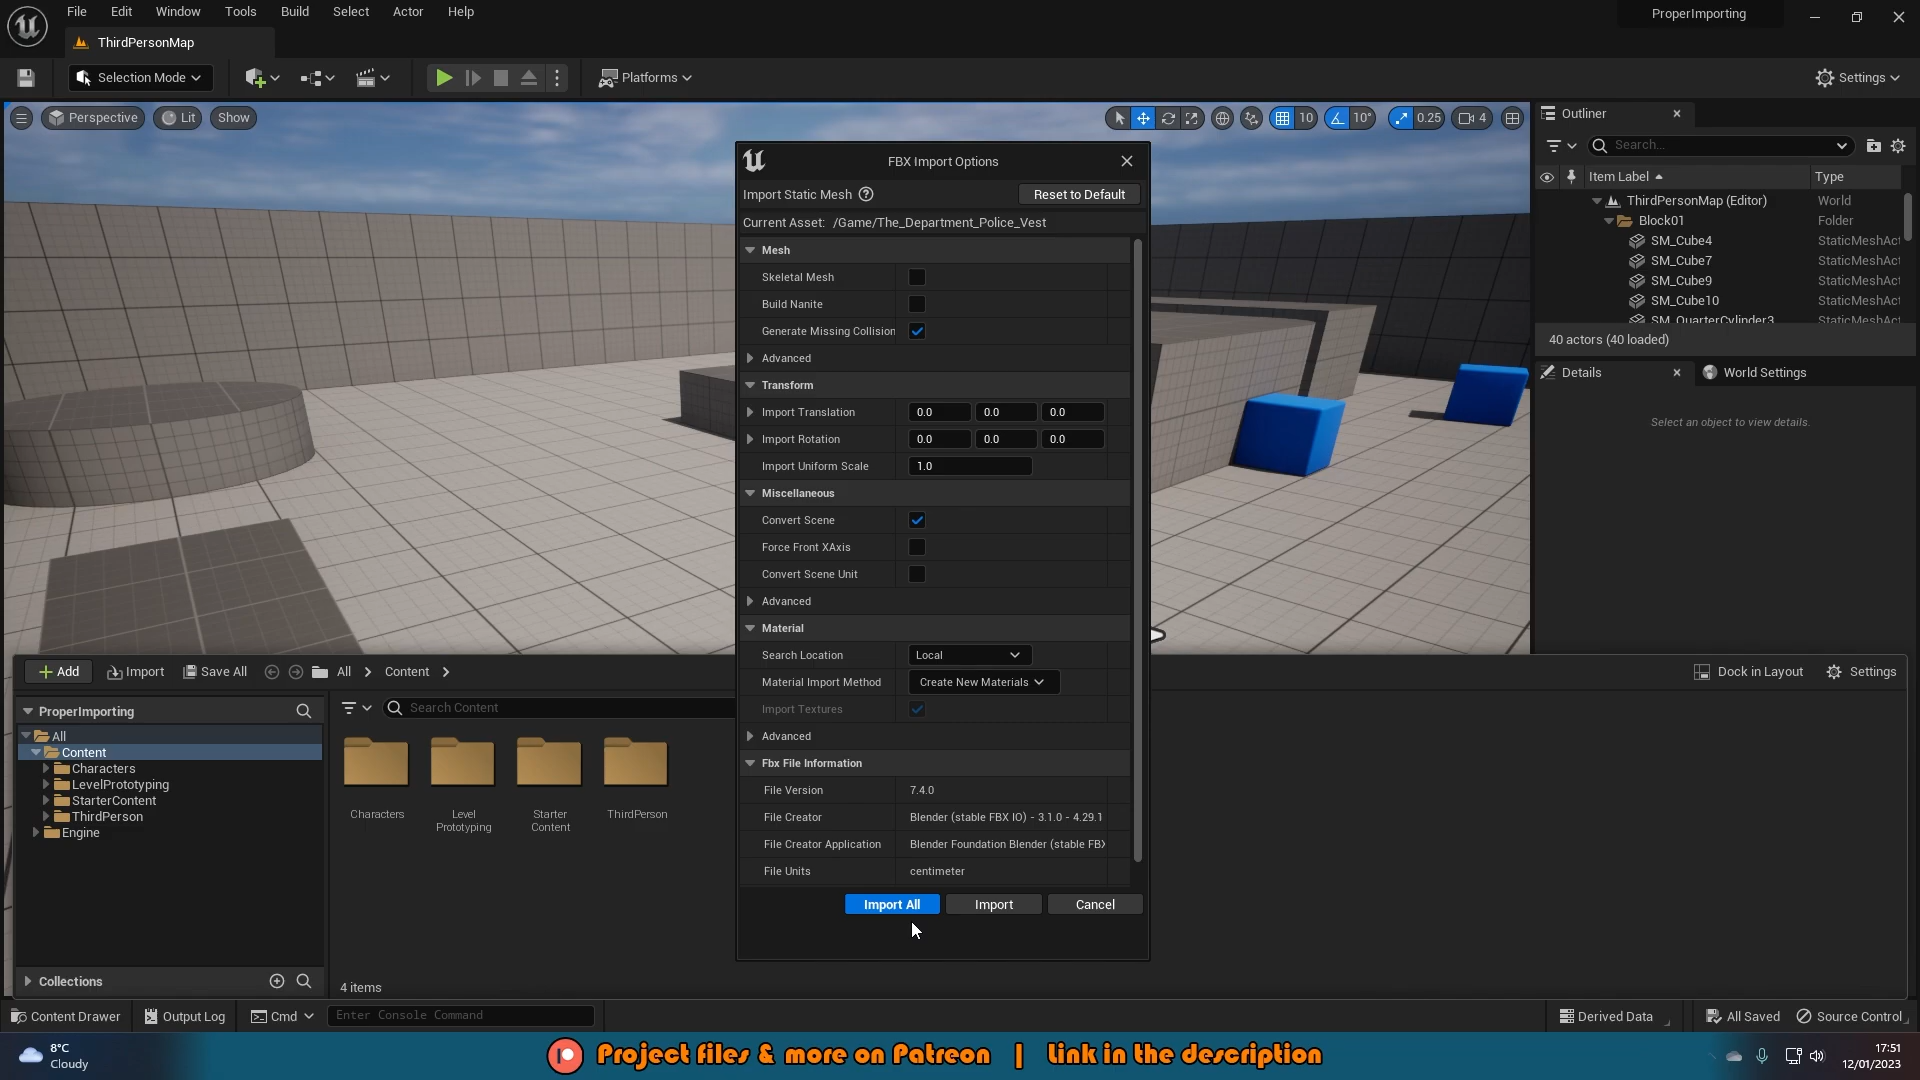 File Edit Window Tools Build Select Actor Help
ProperImporting
ThirdPersonMap
Selection Mode
Platforms
Settings
Perspective Lit Show
10 10° 0.25 4
Outliner
Search...
Item Label Type
ThirdPersonMap (Editor) World
Block01 Folder
SM_Cube4 StaticMeshAct
SM_Cube7 StaticMeshAct
SM_Cube9 StaticMeshAct
SM_Cube10 StaticMeshAct
SM_QuarterCylinder3 StaticMeshAct
40 actors (40 loaded)
Details World Settings
Select an object to view details.
FBX Import Options
Import Static Mesh ? Reset to Default
Current Asset: /Game/The_Department_Police_Vest
Mesh
Skeletal Mesh
Build Nanite
Generate Missing Collision
Advanced
Transform
Import Translation 0.0 0.0 0.0
Import Rotation 0.0 0.0 0.0
Import Uniform Scale 1.0
Miscellaneous
Convert Scene
Force Front XAxis
Convert Scene Unit
Advanced
Material
Search Location Local
Material Import Method Create New Materials
Import Textures
Advanced
Fbx File Information
File Version 7.4.0
File Creator Blender (stable FBX IO) - 3.1.0 - 4.29.1
File Creator Application Blender Foundation Blender (stable FBX
File Units centimeter
Import All Import Cancel
Add Import Save All All Content Dock in Layout Settings
ProperImporting
Search Content
All
Content
Characters
LevelPrototyping
StarterContent
ThirdPerson
Engine
Characters
Level Prototyping
Starter Content
ThirdPerson
Collections
4 items
Content Drawer Output Log Cmd Enter Console Command Derived Data All Saved Source Control
8°C
Cloudy
Project files & more on Patreon | Link in the description
17:51
12/01/2023